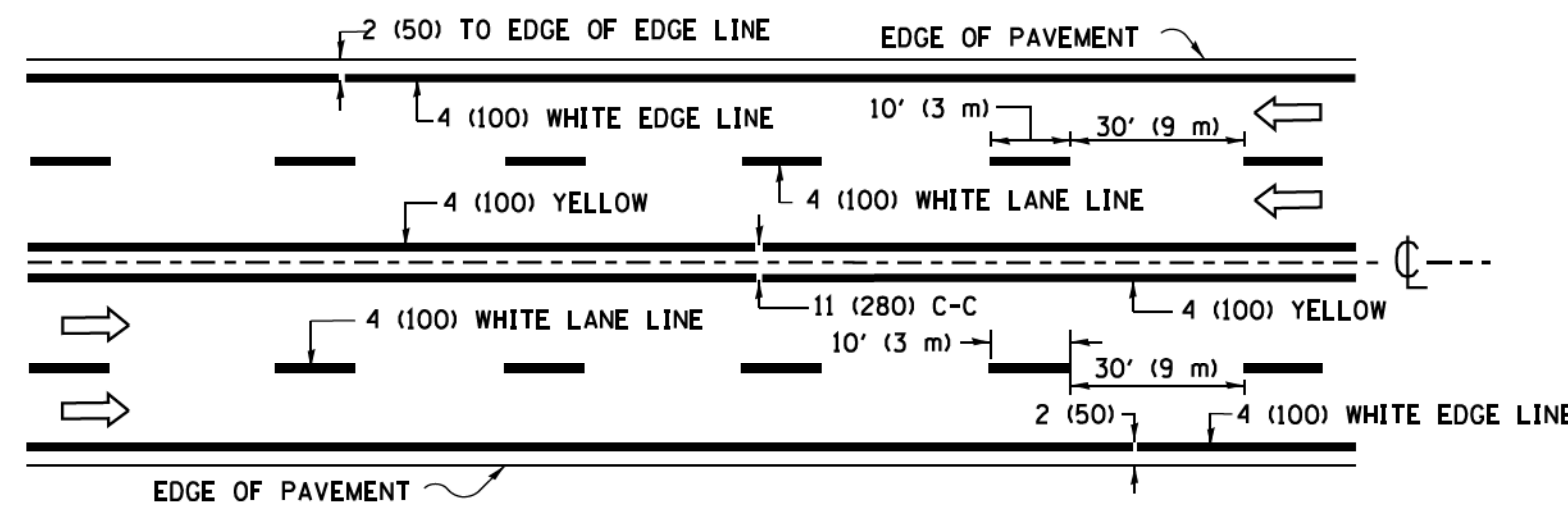 2 (50) TO EDGE OF EDGE LINE
EDGE OF PAVEMENT
4 (100) WHITE EDGE LINE
10' (3 m)
30' (9 m)
4 (100) YELLOW
4 (100) WHITE LANE LINE
℄
11 (280) C-C
4 (100) YELLOW
4 (100) WHITE LANE LINE
10' (3 m)
30' (9 m)
2 (50)
4 (100) WHITE EDGE LINE
EDGE OF PAVEMENT